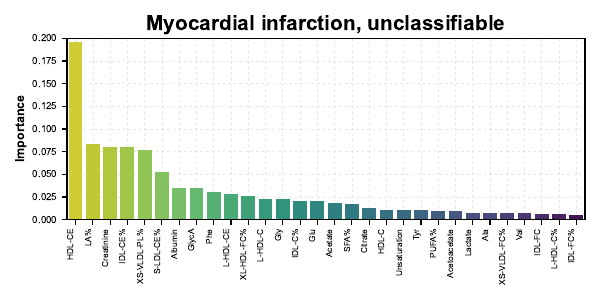 Myocardial infarction, unclassifiable
Importance
0.200
0.175
0.150
0.125
0.100
0.075
0.050
0.025
0.000
HDL-CE
LA%
Creatinine
IDL-CE%
XS-VLDL-PL%
S-LDL-CE%
Albumin
GlycA
Phe
L-HDL-CE
XL-HDL-FC%
L-HDL-C
Gly
IDL-C%
Glu
Acetate
SFA%
Citrate
HDL-C
Unsaturation
Tyr
PUFA%
Acetoacetate
Lactate
Ala
XS-VLDL-FC%
Val
IDL-FC
L-HDL-C%
IDL-FC%